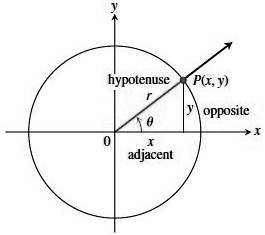 y
hypotenuse P(x, y)
r
y opposite
θ
0 x x
adjacent